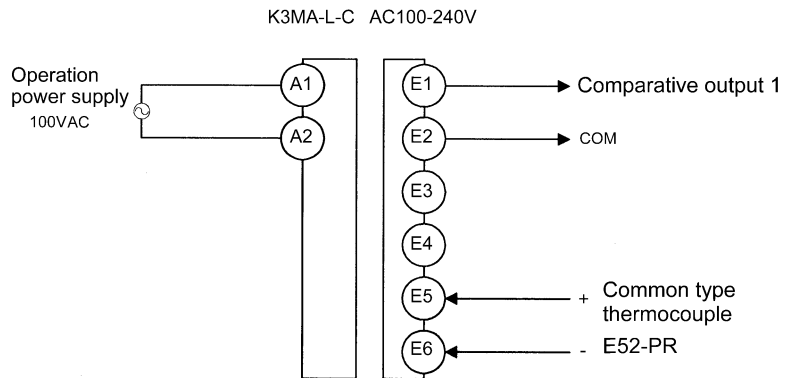 K3MA-L-C AC100-240V
Operation
power supply
100VAC
A1
A2
E1
Comparative output 1
E2
COM
E3
E4
E5
+ Common type
thermocouple
E6
- E52-PR